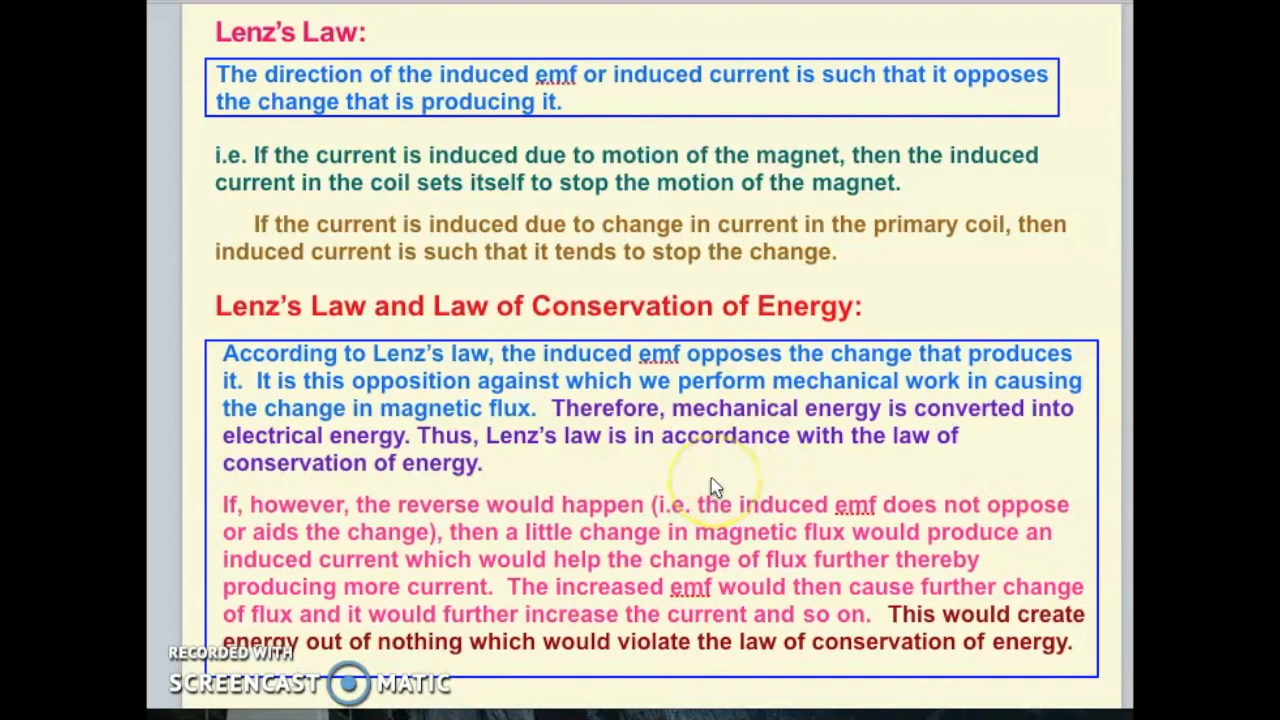 Lenz's Law:
The direction of the induced emf or induced current is such that it opposes
the change that is producing it.
i.e. If the current is induced due to motion of the magnet, then the induced
current in the coil sets itself to stop the motion of the magnet.
If the current is induced due to change in current in the primary coil, then
induced current is such that it tends to stop the change.
Lenz's Law and Law of Conservation of Energy:
According to Lenz's law, the induced emf opposes the change that produces
it. It is this opposition against which we perform mechanical work in causing
the change in magnetic flux. Therefore, mechanical energy is converted into
electrical energy. Thus, Lenz's law is in accordance with the law of
conservation of energy.
If, however, the reverse would happen (i.e. the induced emf does not oppose
or aids the change), then a little change in magnetic flux would produce an
induced current which would help the change of flux further thereby
producing more current. The increased emf would then cause further change
of flux and it would further increase the current and so on. This would create
energy out of nothing which would violate the law of conservation of energy.
RECORDED WITH
SCREENCAST MATIC